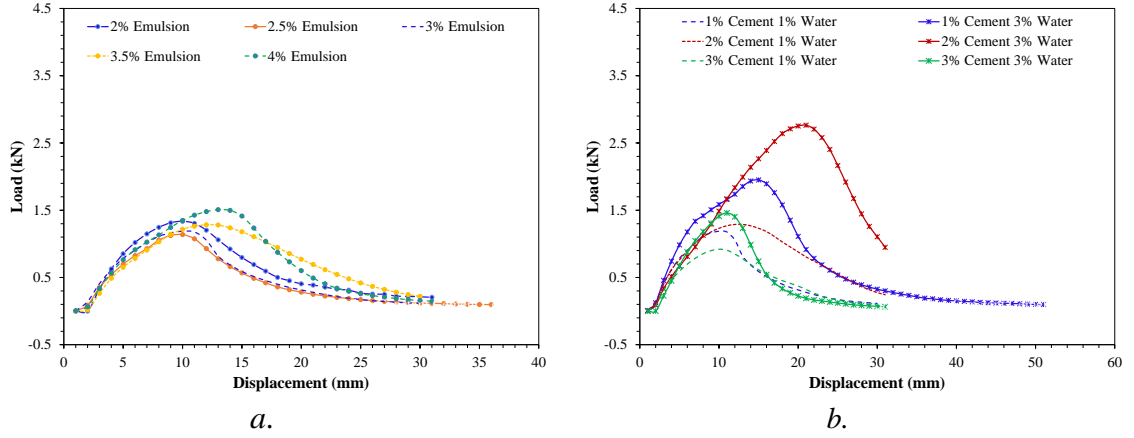 2% Emulsion 2.5% Emulsion 3% Emulsion
3.5% Emulsion 4% Emulsion
4.5
3.5
2.5
1.5
0.5
-0.5
Load (kN)
0 5 10 15 20 25 30 35 40
Displacement (mm)
a.
1% Cement 1% Water 1% Cement 3% Water
2% Cement 1% Water 2% Cement 3% Water
3% Cement 1% Water 3% Cement 3% Water
4.5
3.5
2.5
1.5
0.5
-0.5
Load (kN)
0 10 20 30 40 50 60
Displacement (mm)
b.